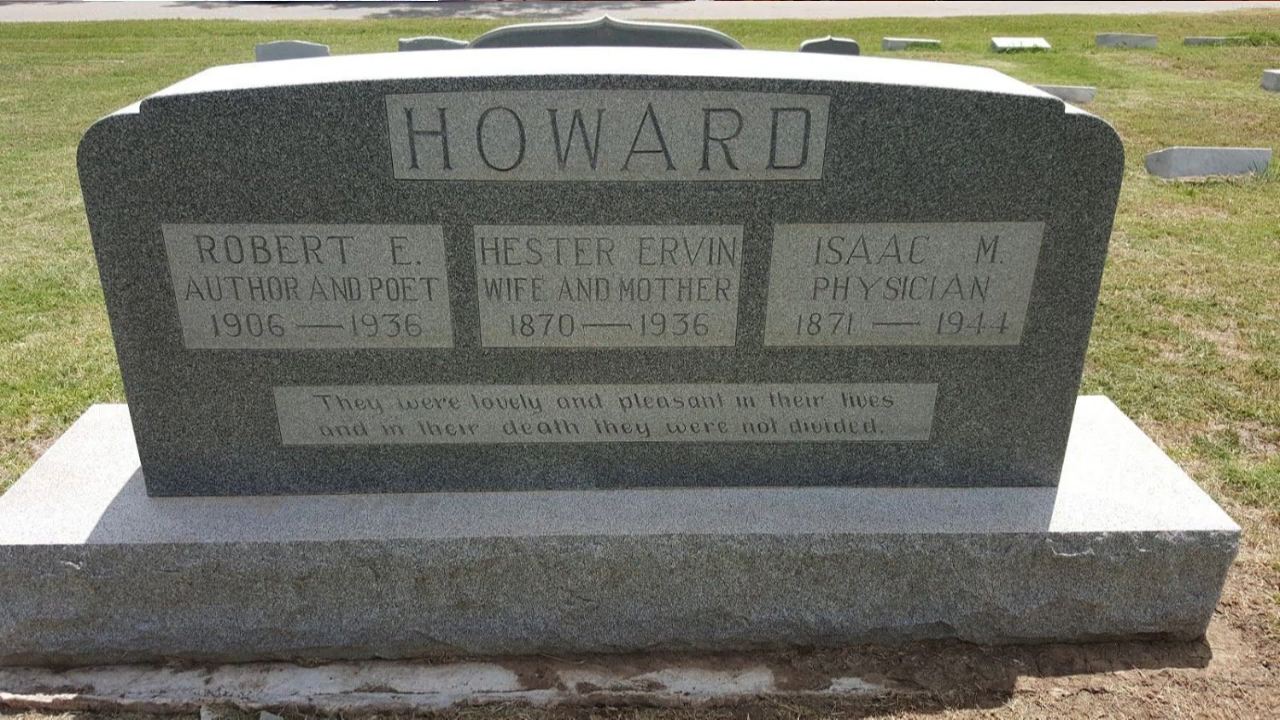 HOWARD
ROBERT E.
AUTHOR AND POET
1906 — 1936
HESTER ERVIN
WIFE AND MOTHER
1870 — 1936
ISAAC M.
PHYSICIAN
1871 — 1944
They were lovely and pleasant in their lives
and in their death they were not divided.